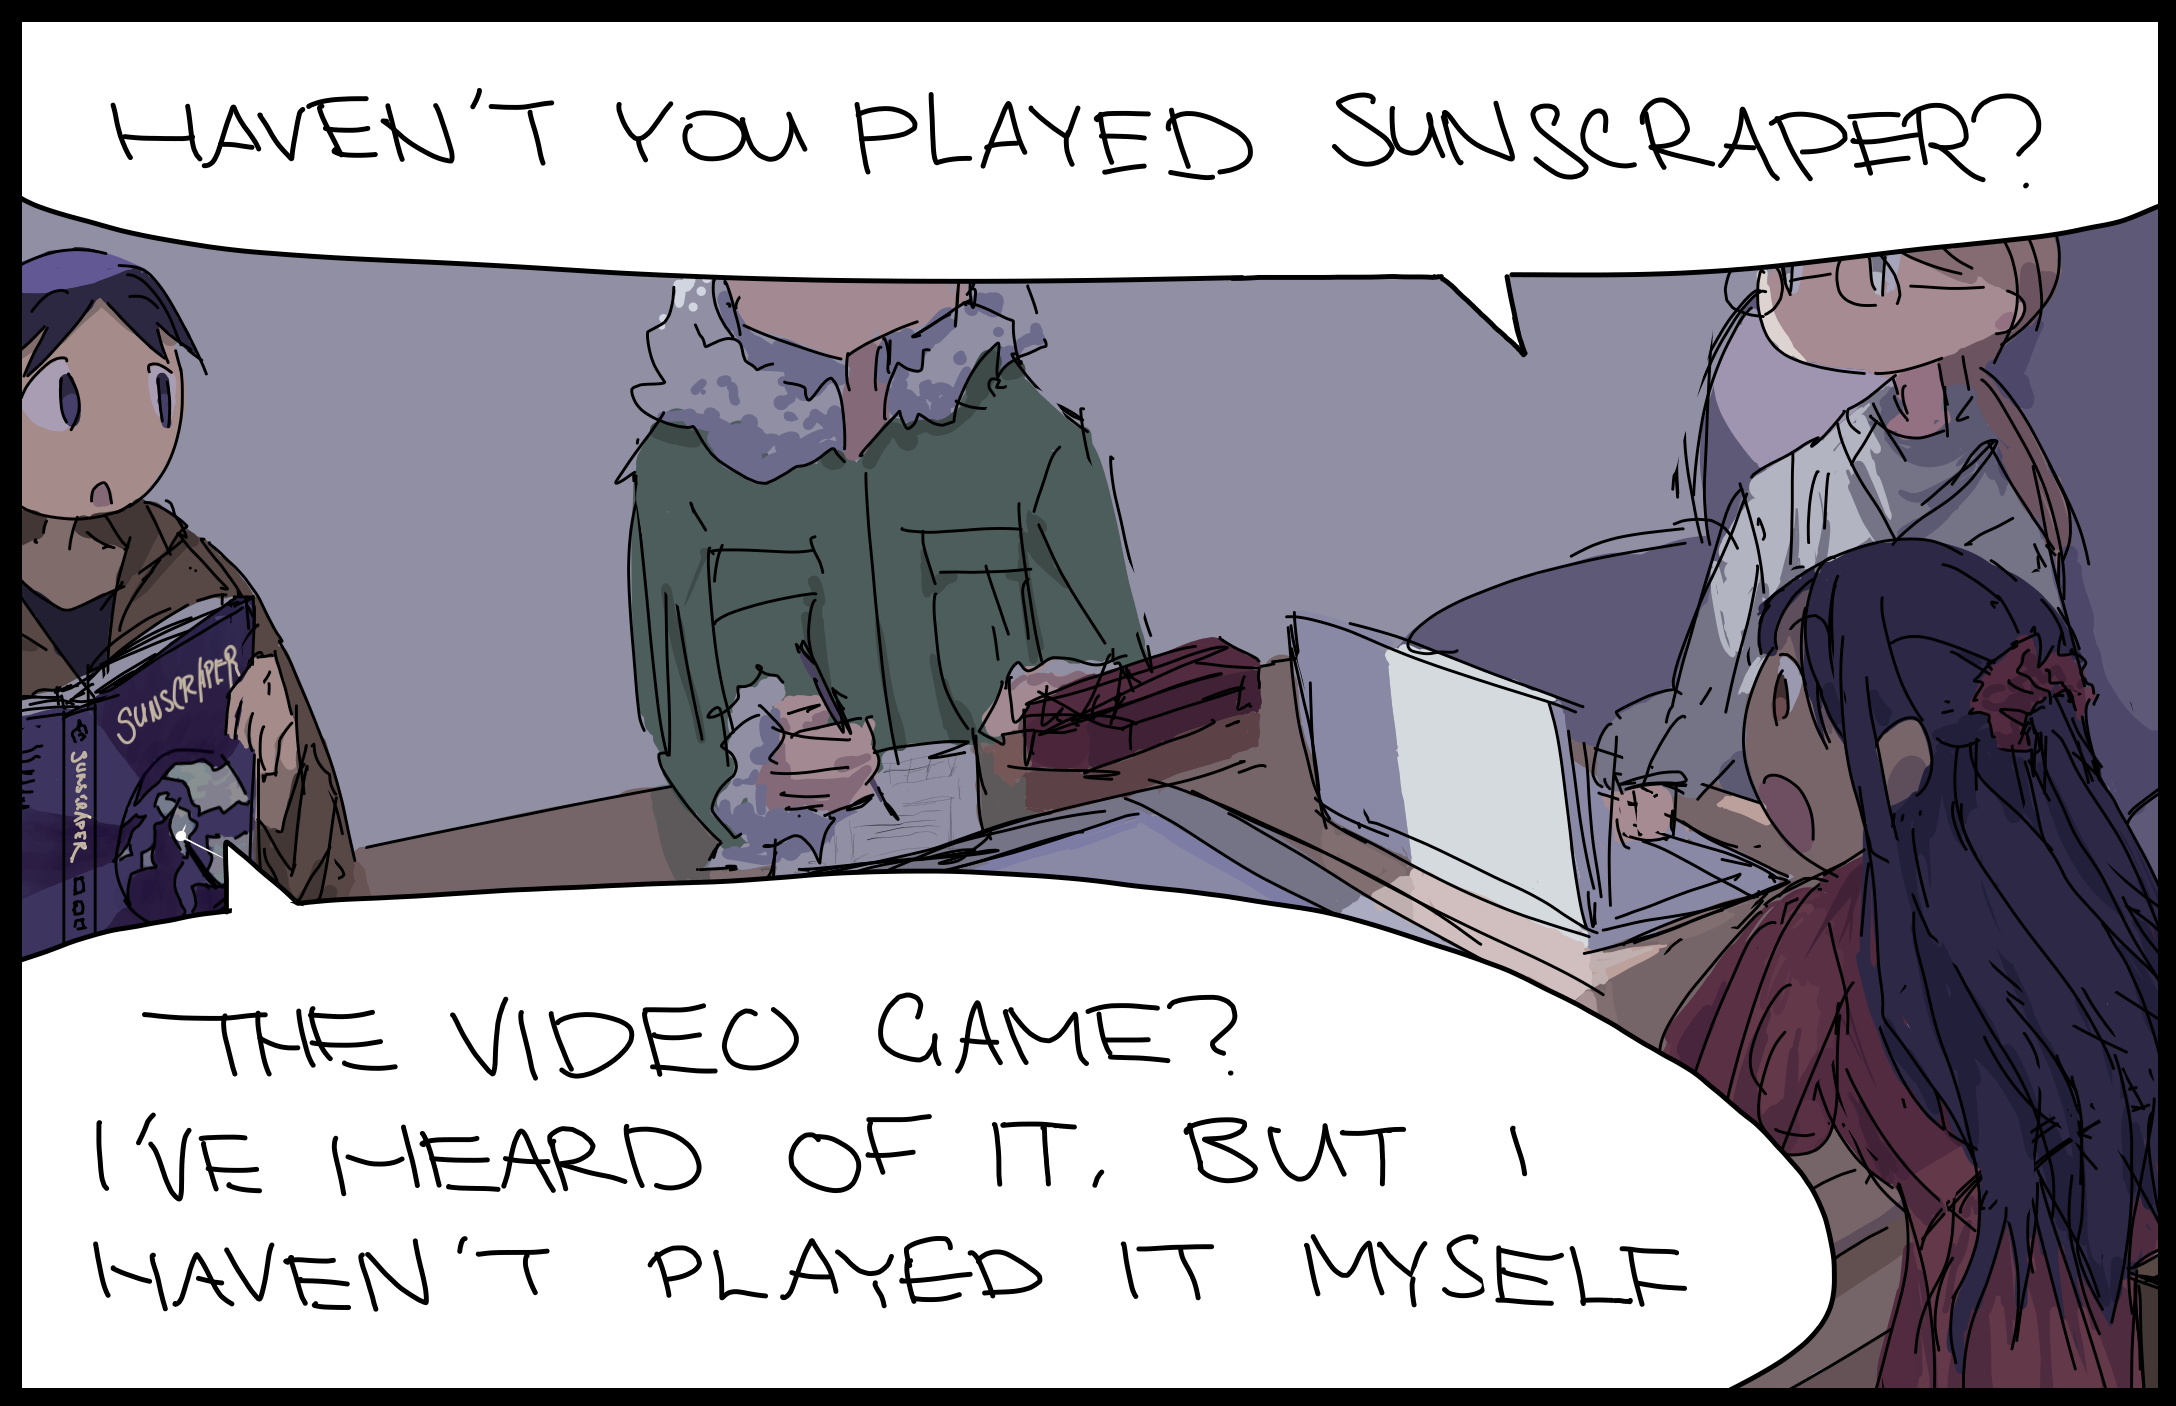 HAVEN'T YOU PLAYED SUNSCRAPER?
SUNSCRAPER
SUNSCRAPER
THE VIDEO GAME?
I'VE HEARD OF IT, BUT I
HAVEN'T PLAYED IT MYSELF